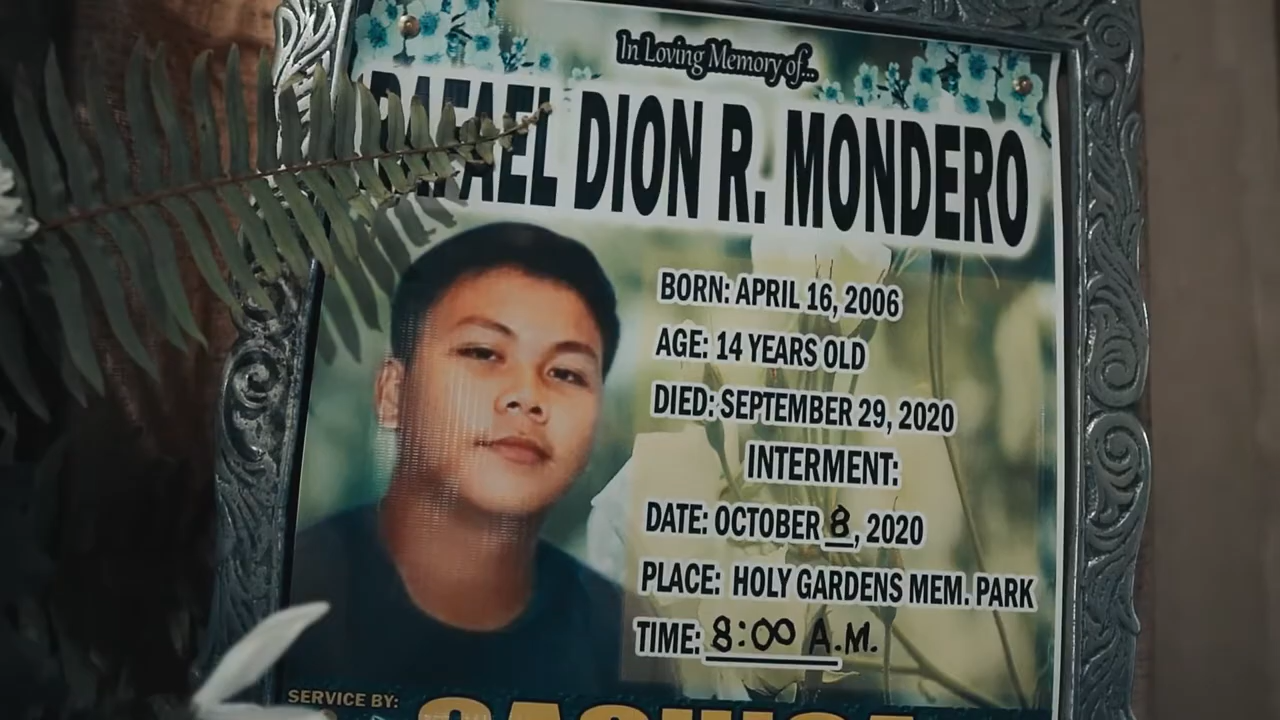 In Loving Memory of...
RAFAEL DION R. MONDERO
BORN: APRIL 16, 2006
AGE: 14 YEARS OLD
DIED: SEPTEMBER 29, 2020
INTERMENT:
DATE: OCTOBER 8, 2020
PLACE: HOLY GARDENS MEM. PARK
TIME: 8:00 A.M.
SERVICE BY: